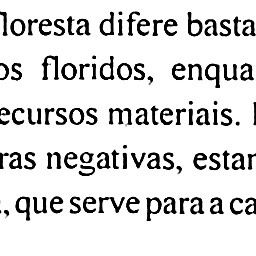 floresta difere basta
os floridos, enqua
ecursos materiais.
ras negativas, estan
, que serve para a ca